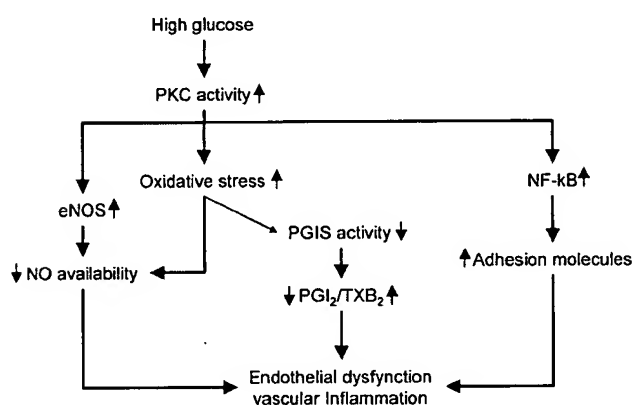 High glucose
PKC activity↑
Oxidative stress ↑
NF-kB↑
eNOS↑
PGIS activity ↓
↓ NO availability
↑Adhesion molecules
↓ PGI₂/TXB₂ ↑
Endothelial dysfynction
vascular Inflammation